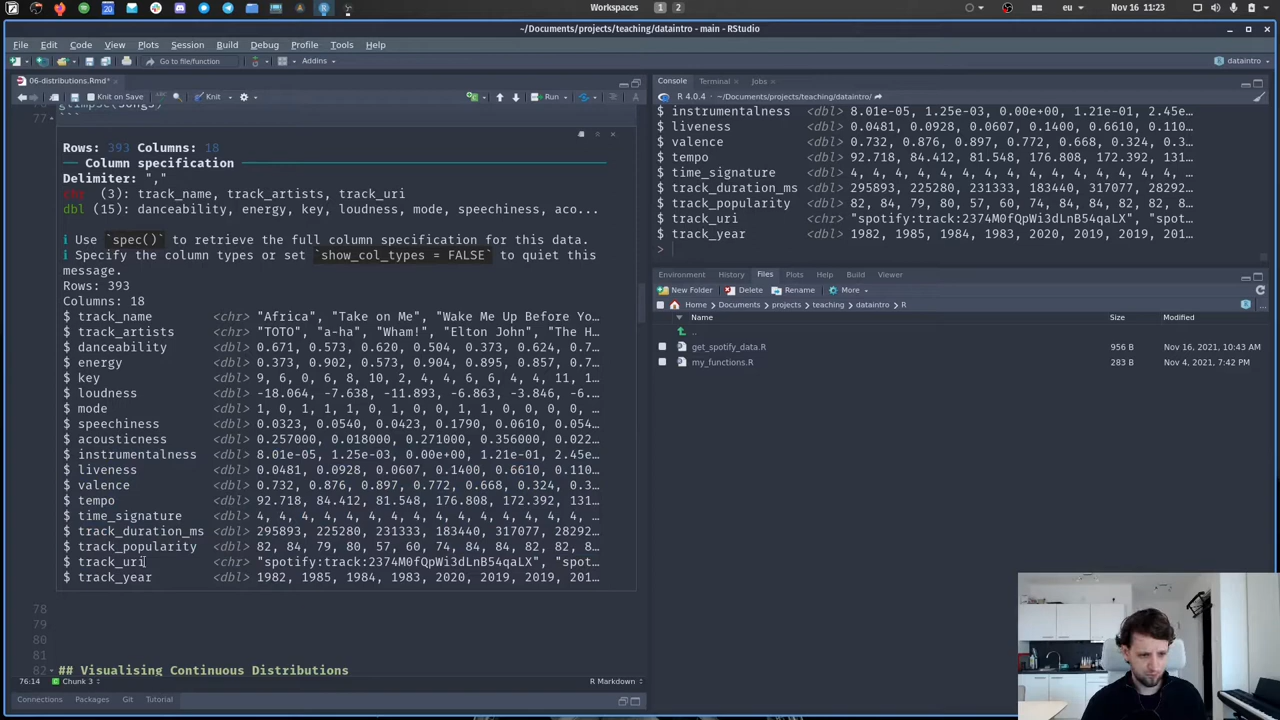 Workspaces 1 2
eu Nov 16 11:23
~/Documents/projects/teaching/dataintro - main - RStudio
File Edit Code View Plots Session Build Debug Profile Tools Help
Go to file/function Addins dataintro
06-distributions.Rmd*
Knit on Save ABC Knit Run
glimpse(songs)
77 ```
Rows: 393 Columns: 18
Column specification
Delimiter: ","
chr (3): track_name, track_artists, track_uri
dbl (15): danceability, energy, key, loudness, mode, speechiness, aco...
ℹ Use `spec()` to retrieve the full column specification for this data.
ℹ Specify the column types or set `show_col_types = FALSE` to quiet this
message.
Rows: 393
Columns: 18
$ track_name <chr> "Africa", "Take on Me", "Wake Me Up Before Yo…
$ track_artists <chr> "TOTO", "a-ha", "Wham!", "Elton John", "The H…
$ danceability <dbl> 0.671, 0.573, 0.620, 0.504, 0.373, 0.624, 0.7…
$ energy <dbl> 0.373, 0.902, 0.573, 0.904, 0.895, 0.857, 0.7…
$ key <dbl> 9, 6, 0, 6, 8, 10, 2, 4, 4, 6, 6, 4, 4, 11, 1…
$ loudness <dbl> -18.064, -7.638, -11.893, -6.863, -3.846, -6.…
$ mode <dbl> 1, 0, 1, 1, 1, 0, 1, 0, 0, 1, 1, 0, 0, 0, 0, …
$ speechiness <dbl> 0.0323, 0.0540, 0.0423, 0.1790, 0.0610, 0.054…
$ acousticness <dbl> 0.257000, 0.018000, 0.271000, 0.356000, 0.022…
$ instrumentalness <dbl> 8.01e-05, 1.25e-03, 0.00e+00, 1.21e-01, 2.45e…
$ liveness <dbl> 0.0481, 0.0928, 0.0607, 0.1400, 0.6610, 0.110…
$ valence <dbl> 0.732, 0.876, 0.897, 0.772, 0.668, 0.324, 0.3…
$ tempo <dbl> 92.718, 84.412, 81.548, 176.808, 172.392, 131…
$ time_signature <dbl> 4, 4, 4, 4, 4, 4, 4, 4, 4, 4, 4, 4, 4, 4, 4, …
$ track_duration_ms <dbl> 295893, 225280, 231333, 183440, 317077, 28292…
$ track_popularity <dbl> 82, 84, 79, 80, 57, 60, 74, 84, 84, 82, 82, 8…
$ track_uri <chr> "spotify:track:2374M0fQpWi3dLnB54qaLX", "spot…
$ track_year <dbl> 1982, 1985, 1984, 1983, 2020, 2019, 2019, 201…
78
79
80
81
82 ## Visualising Continuous Distributions
76:14 Chunk 3 R Markdown
Connections Packages Git Tutorial
Console Terminal Jobs
R 4.0.4 · ~/Documents/projects/teaching/dataintro/
$ instrumentalness <dbl> 8.01e-05, 1.25e-03, 0.00e+00, 1.21e-01, 2.45e…
$ liveness <dbl> 0.0481, 0.0928, 0.0607, 0.1400, 0.6610, 0.110…
$ valence <dbl> 0.732, 0.876, 0.897, 0.772, 0.668, 0.324, 0.3…
$ tempo <dbl> 92.718, 84.412, 81.548, 176.808, 172.392, 131…
$ time_signature <dbl> 4, 4, 4, 4, 4, 4, 4, 4, 4, 4, 4, 4, 4, 4, 4, …
$ track_duration_ms <dbl> 295893, 225280, 231333, 183440, 317077, 28292…
$ track_popularity <dbl> 82, 84, 79, 80, 57, 60, 74, 84, 84, 82, 82, 8…
$ track_uri <chr> "spotify:track:2374M0fQpWi3dLnB54qaLX", "spot…
$ track_year <dbl> 1982, 1985, 1984, 1983, 2020, 2019, 2019, 201…
>
Environment History Files Plots Help Build Viewer
New Folder Delete Rename More
Home Documents projects teaching dataintro R
Name Size Modified
..
get_spotify_data.R 956 B Nov 16, 2021, 10:43 AM
my_functions.R 283 B Nov 4, 2021, 7:42 PM